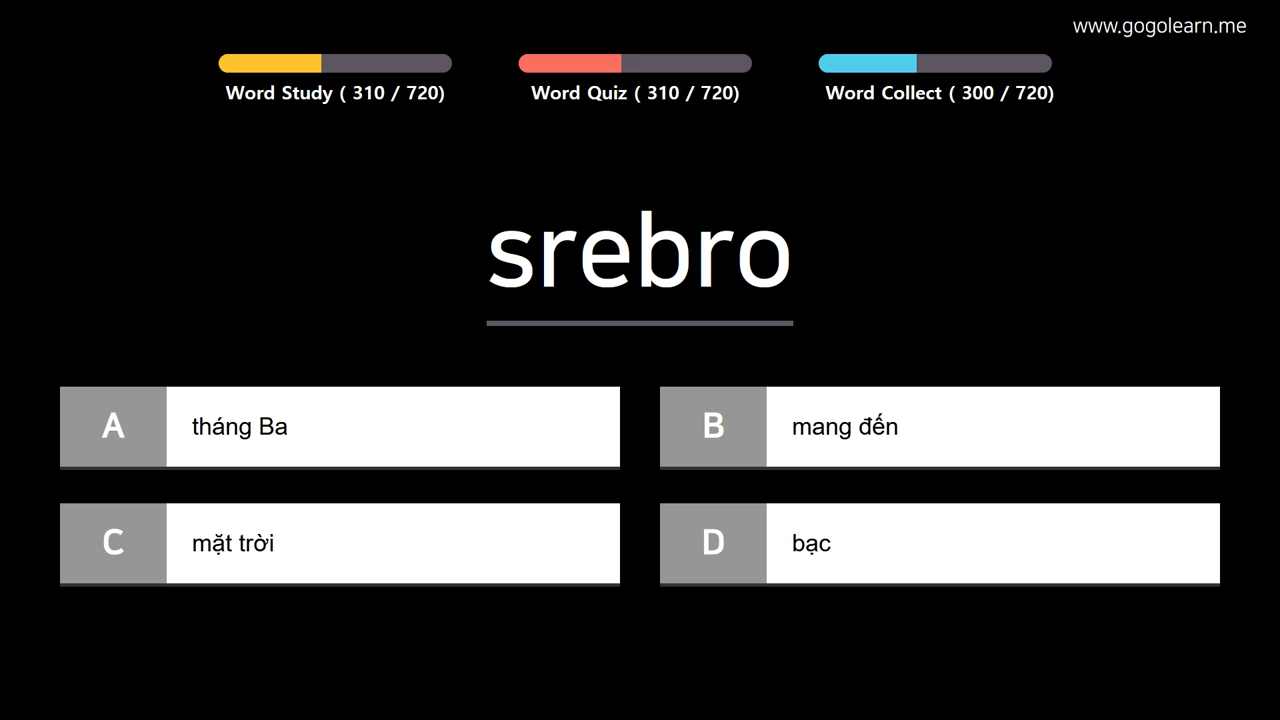 www.gogolearn.me
Word Study ( 310 / 720)
Word Quiz ( 310 / 720)
Word Collect ( 300 / 720)
srebro
A
tháng Ba
B
mang đến
C
mặt trời
D
bạc